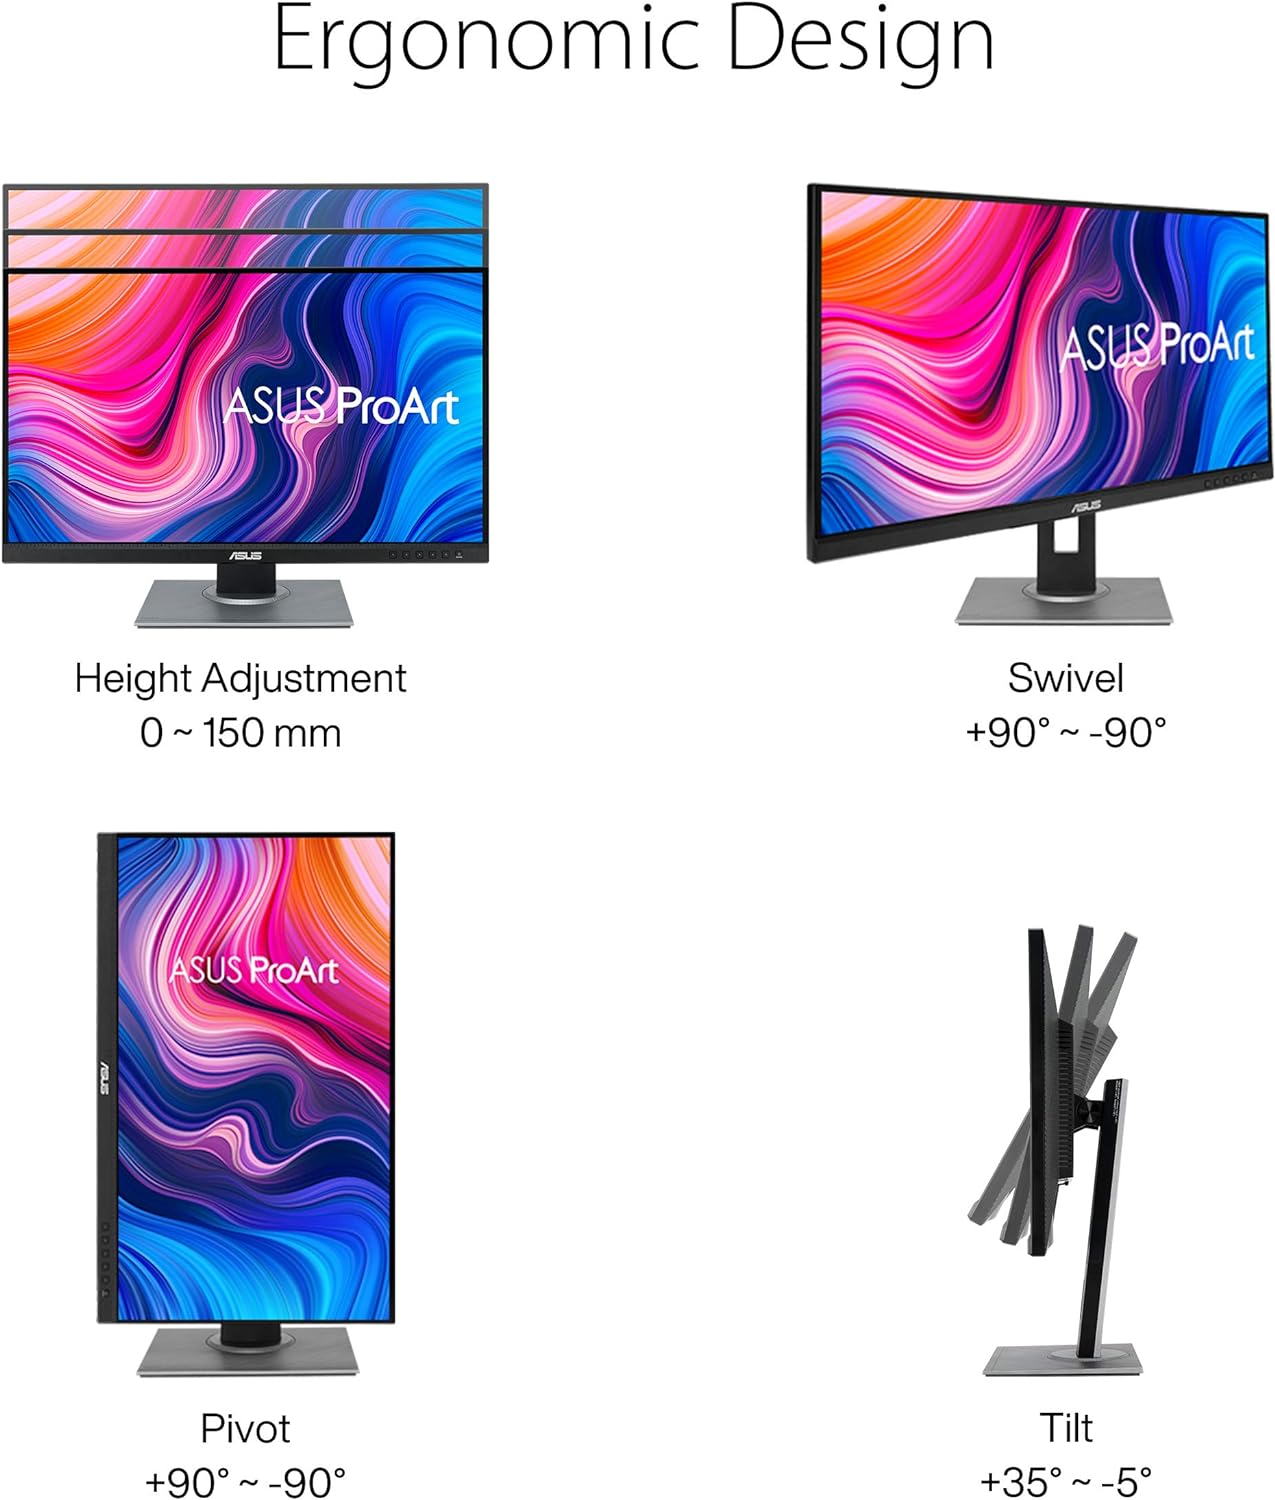 Ergonomic Design
ASUS ProArt
ASUS
Height Adjustment
0 ~ 150 mm
ASUS ProArt
ASUS
Swivel
+90° ~ -90°
ASUS ProArt
ASUS
Pivot
+90° ~ -90°
Tilt
+35° ~ -5°